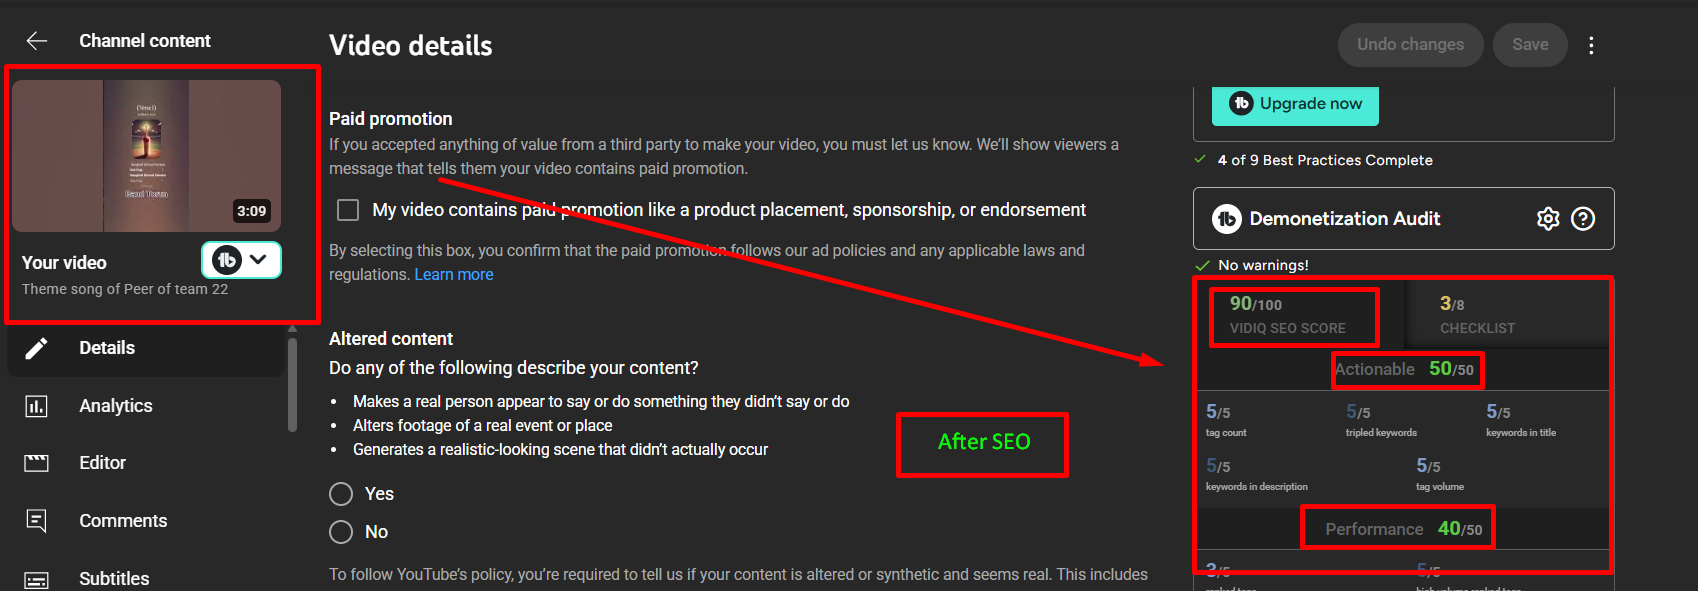 Channel content
Video details
Undo changes
Save
(Verse 1)
3:09
Your video
Theme song of Peer of team 22
Details
Analytics
Editor
Comments
Subtitles
Paid promotion
If you accepted anything of value from a third party to make your video, you must let us know. We'll show viewers a
message that tells them your video contains paid promotion.
My video contains paid promotion like a product placement, sponsorship, or endorsement
By selecting this box, you confirm that the paid promotion follows our ad policies and any applicable laws and
regulations. Learn more
Altered content
Do any of the following describe your content?
• Makes a real person appear to say or do something they didn't say or do
• Alters footage of a real event or place
• Generates a realistic-looking scene that didn't actually occur
Yes
No
To follow YouTube's policy, you're required to tell us if your content is altered or synthetic and seems real. This includes
After SEO
Upgrade now
4 of 9 Best Practices Complete
Demonetization Audit
No warnings!
90/100
VIDIQ SEO SCORE
3/8
CHECKLIST
Actionable 50/50
5/5
tag count
5/5
tripled keywords
5/5
keywords in title
5/5
keywords in description
5/5
tag volume
Performance 40/50
3/5
5/5